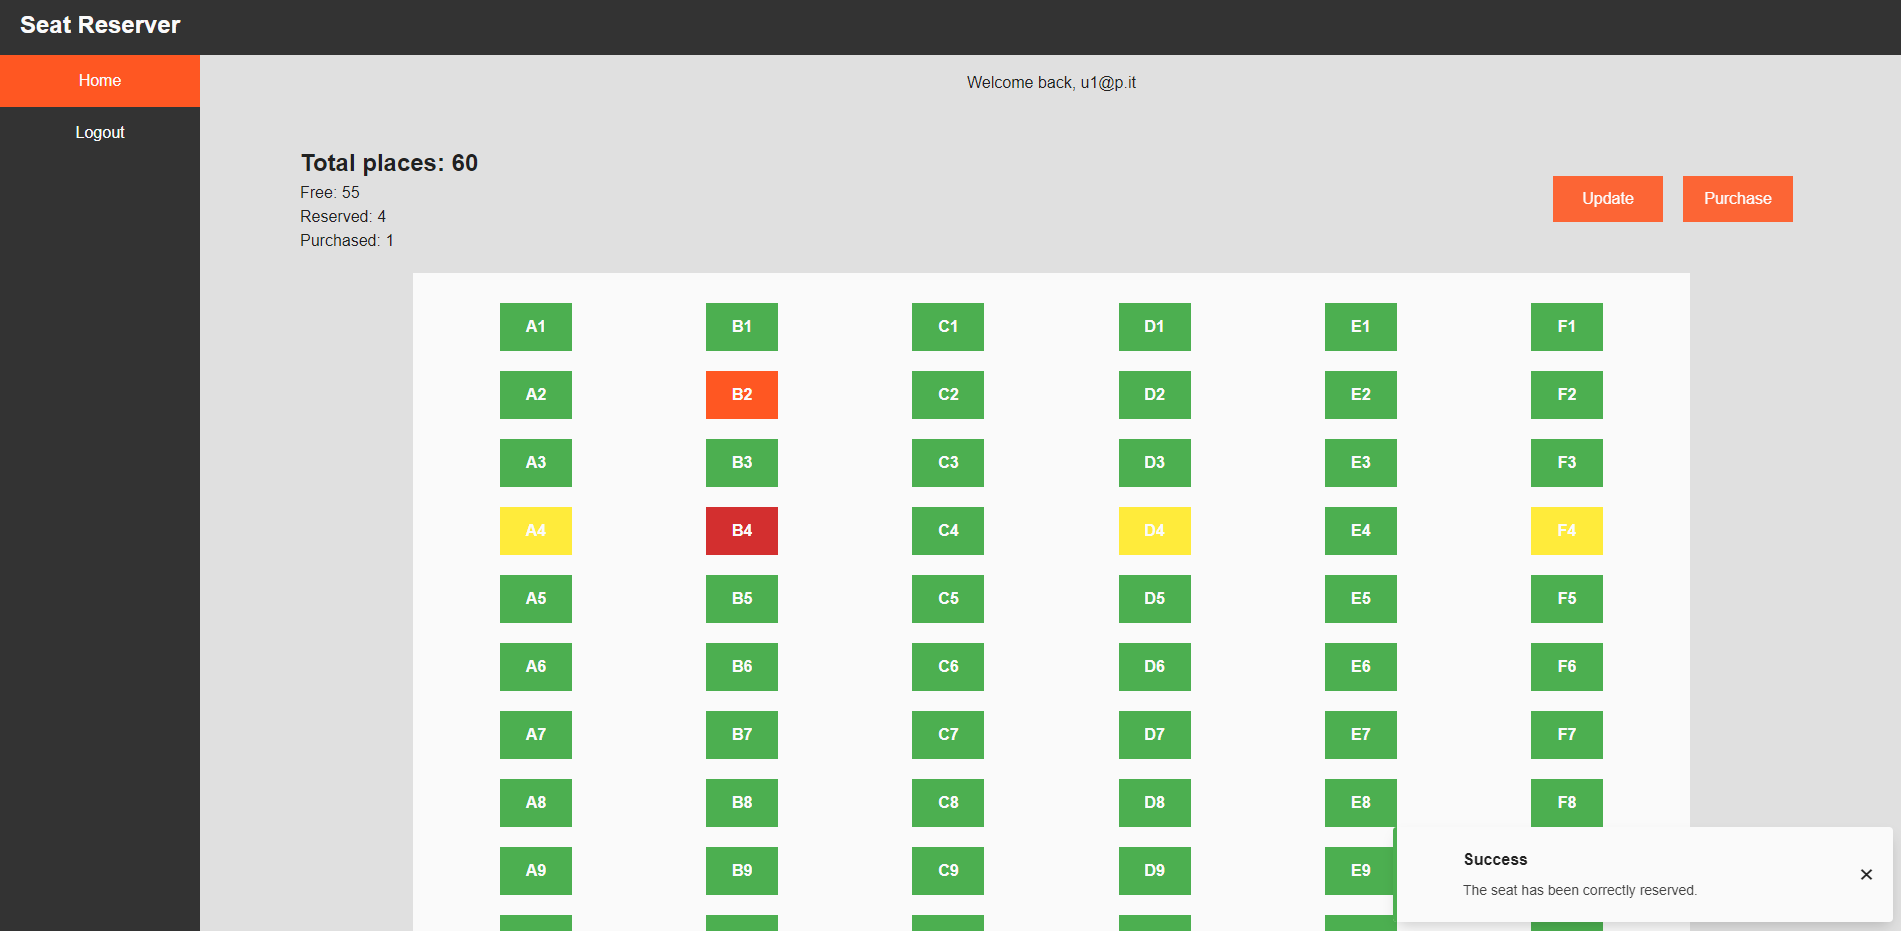 Seat Reserver
Home
Logout
Welcome back, u1@p.it
Total places: 60
Free: 55
Reserved: 4
Purchased: 1
Update Purchase
A1 B1 C1 D1 E1 F1
A2 B2 C2 D2 E2 F2
A3 B3 C3 D3 E3 F3
A4 B4 C4 D4 E4 F4
A5 B5 C5 D5 E5 F5
A6 B6 C6 D6 E6 F6
A7 B7 C7 D7 E7 F7
A8 B8 C8 D8 E8 F8
A9 B9 C9 D9 E9
Success
The seat has been correctly reserved.